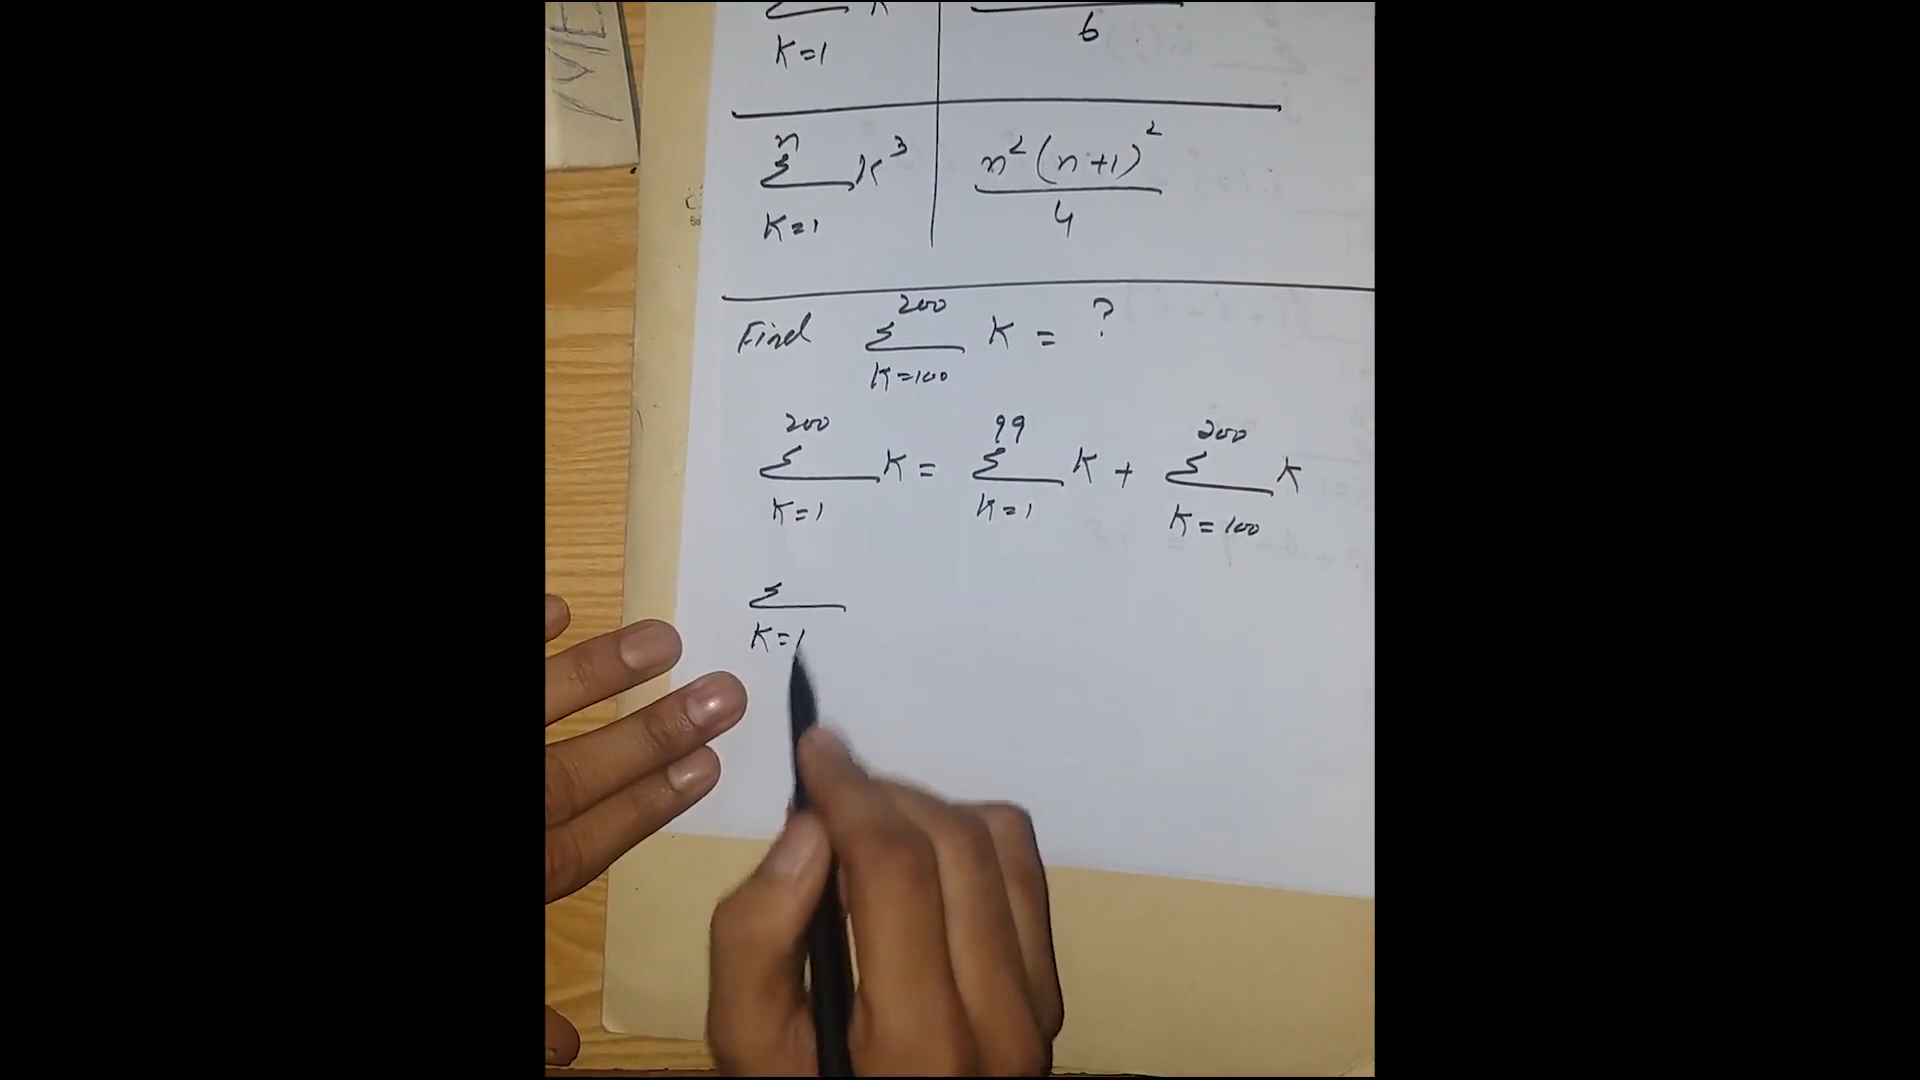 Σ K
K=1
6
n
Σ K³
K=1
n²(n+1)²
4
Find
200
Σ K = ?
K=100
200
Σ K =
K=1
99
Σ K +
K=1
200
Σ K
K=100
Σ
K=1